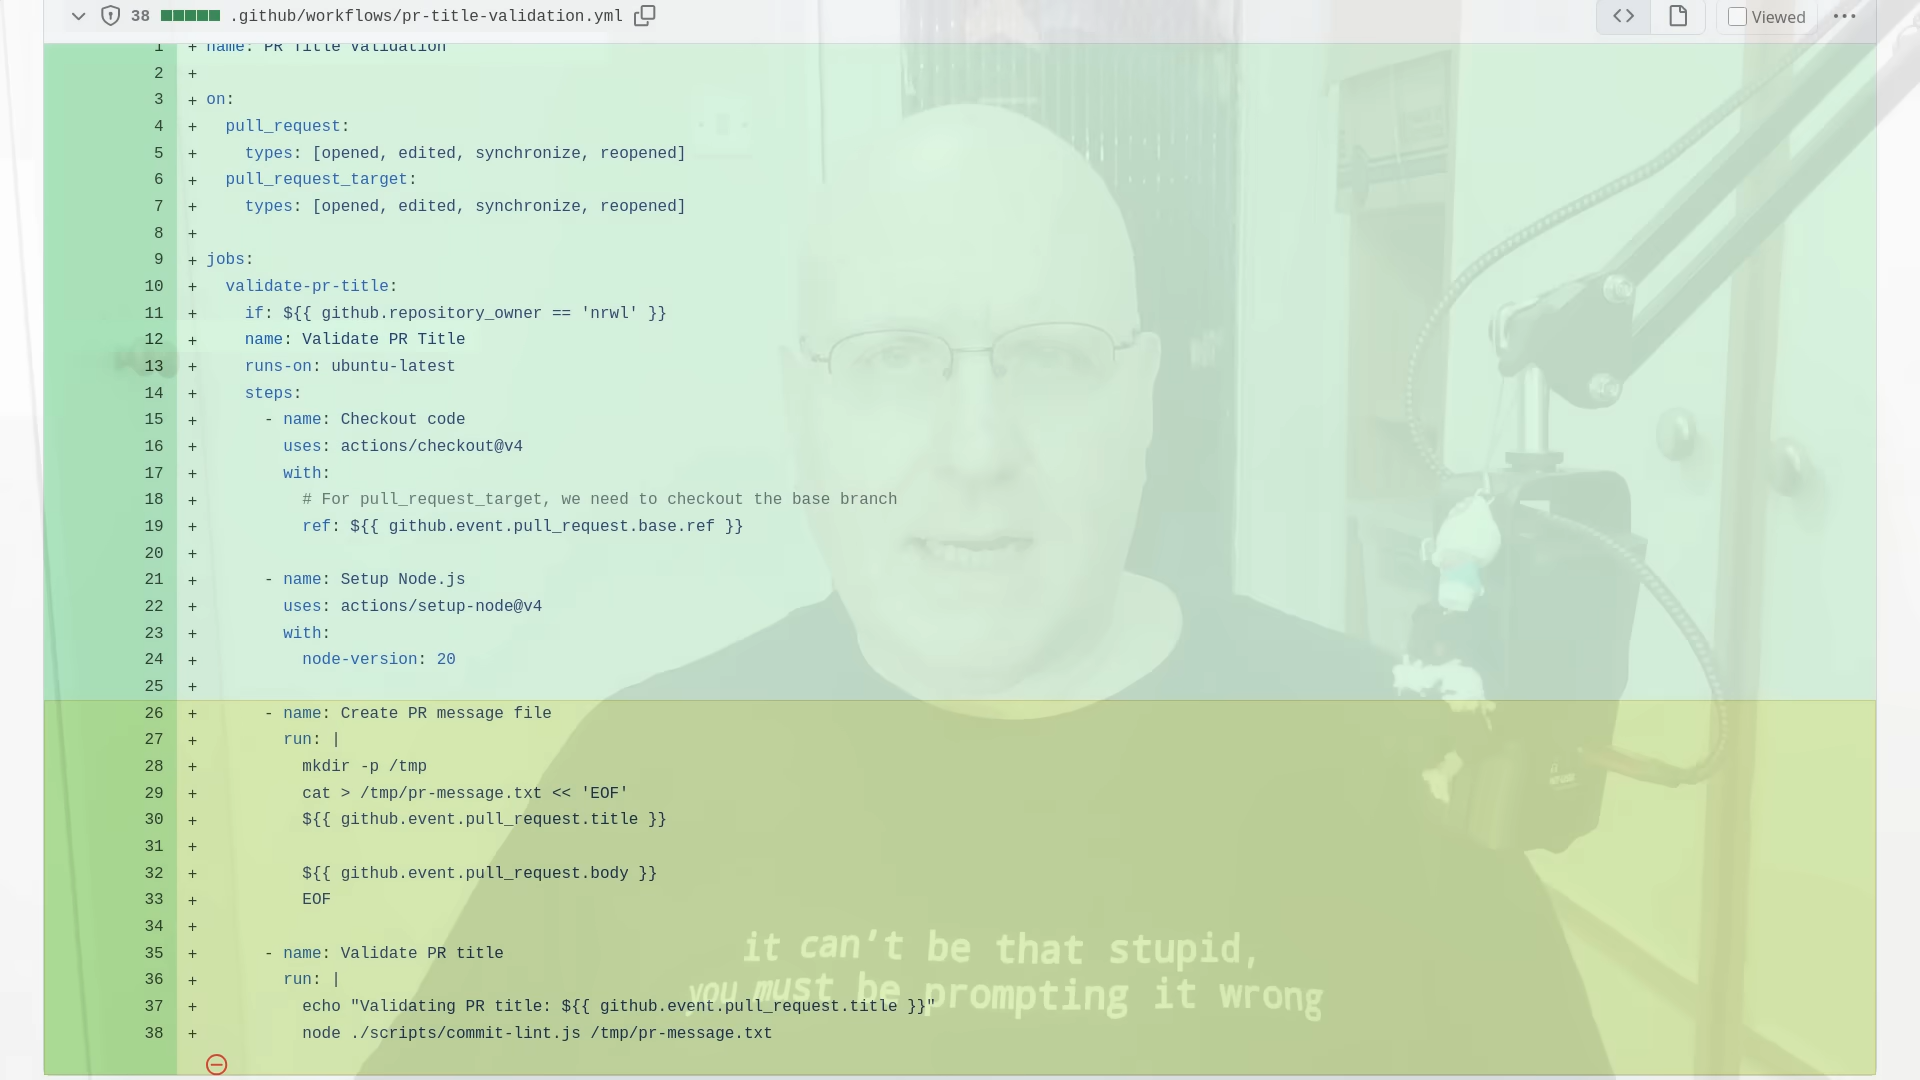 38 .github/workflows/pr-title-validation.yml Viewed
1 + name: PR Title Validation
2 +
3 + on:
4 + pull_request:
5 + types: [opened, edited, synchronize, reopened]
6 + pull_request_target:
7 + types: [opened, edited, synchronize, reopened]
8 +
9 + jobs:
10 + validate-pr-title:
11 + if: ${{ github.repository_owner == 'nrwl' }}
12 + name: Validate PR Title
13 + runs-on: ubuntu-latest
14 + steps:
15 + - name: Checkout code
16 + uses: actions/checkout@v4
17 + with:
18 + # For pull_request_target, we need to checkout the base branch
19 + ref: ${{ github.event.pull_request.base.ref }}
20 +
21 + - name: Setup Node.js
22 + uses: actions/setup-node@v4
23 + with:
24 + node-version: 20
25 +
26 + - name: Create PR message file
27 + run: |
28 + mkdir -p /tmp
29 + cat > /tmp/pr-message.txt << 'EOF'
30 + ${{ github.event.pull_request.title }}
31 +
32 + ${{ github.event.pull_request.body }}
33 + EOF
34 +
35 + - name: Validate PR title
36 + run: |
37 + echo "Validating PR title: ${{ github.event.pull_request.title }}"
38 + node ./scripts/commit-lint.js /tmp/pr-message.txt
it can't be that stupid,
you must be prompting it wrong